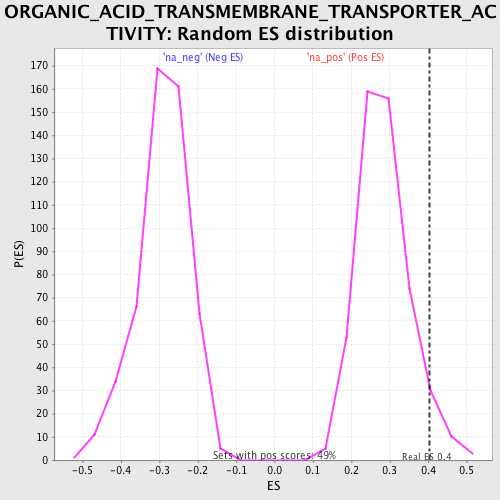 ORGANIC_ACID_TRANSMEMBRANE_TRANSPORTER_AC
TIVITY: Random ES distribution
'na_neg' (Neg ES) 'na_pos' (Pos ES)
170
160
150
140
130
120
110
100
90
80
70
60
50
40
30
20
10
0
P(ES)
Sets with pos scores: 49%
Real ES 0.4
-0.5 -0.4 -0.3 -0.2 -0.1 0.0 0.1 0.2 0.3 0.4 0.5
ES